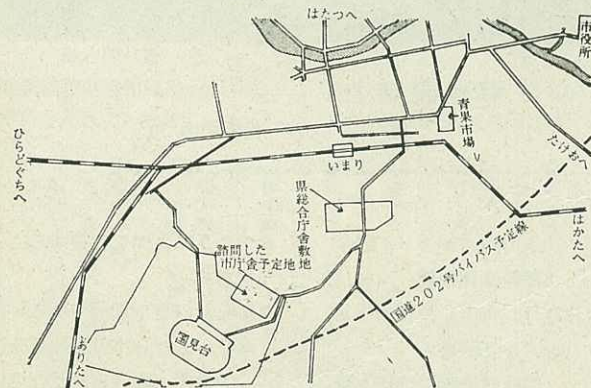 はたつへ
市役所
青果市場
たけおへ
ひらどぐちへ
いまり
県総合庁舎敷地
はかたへ
諮問した
市庁舎予定地
国道202号バイパス予定線
国見台
ありたへ